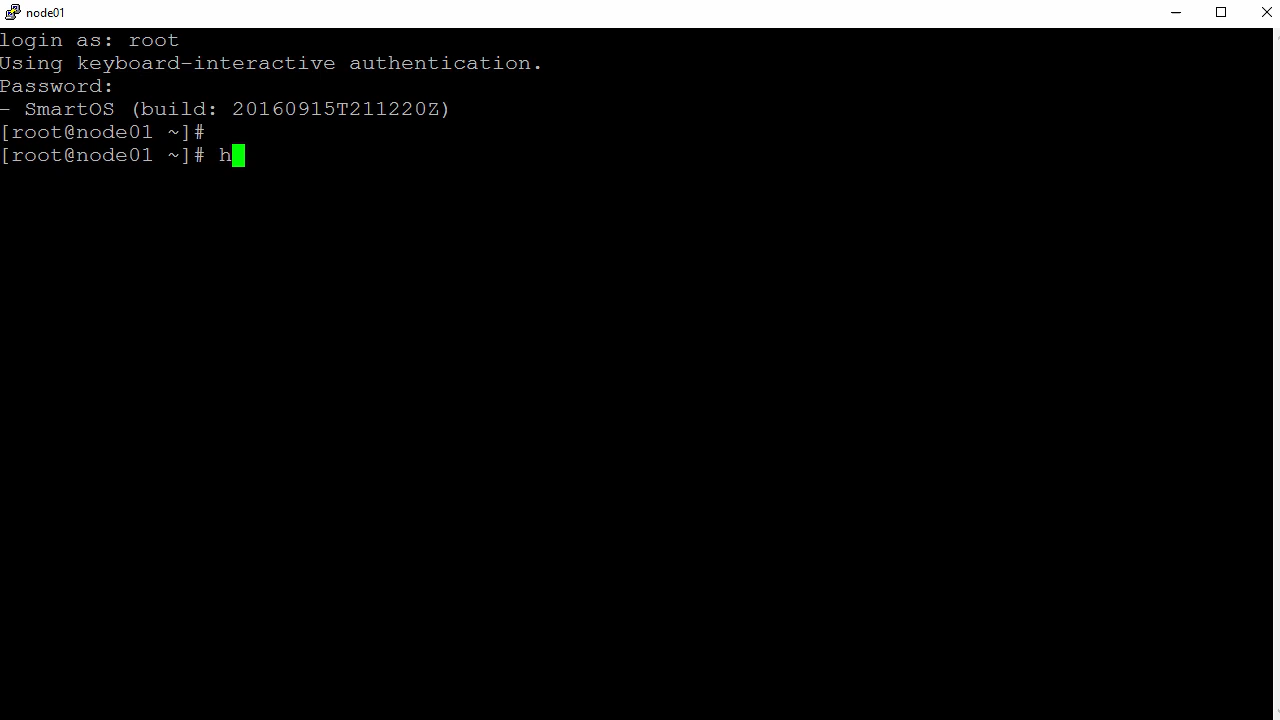 node01
login as: root
Using keyboard-interactive authentication.
Password:
- SmartOS (build: 20160915T211220Z)
[root@node01 ~]#
[root@node01 ~]# h